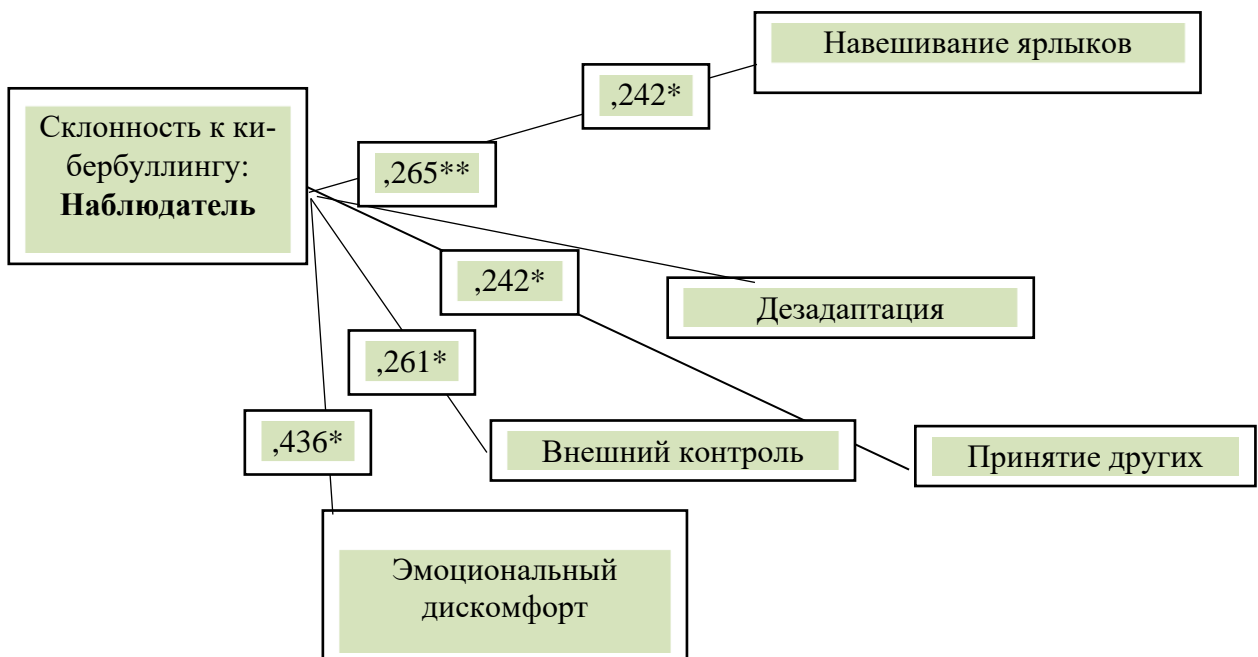 Навешивание ярлыков
,242*
Склонность к ки-
бербуллингу:
Наблюдатель
,265**
,242*
Дезадаптация
,261*
,436*
Внешний контроль
Принятие других
Эмоциональный
дискомфорт